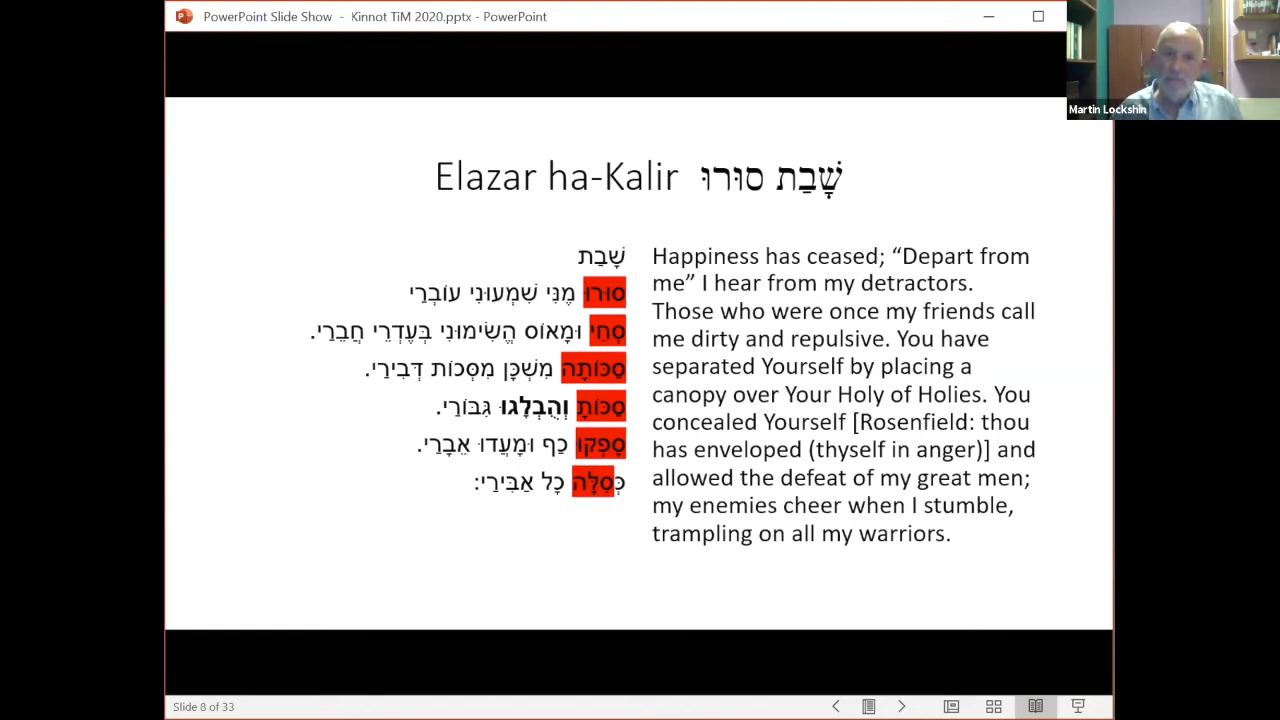 PowerPoint Slide Show - Kinnot TiM 2020.pptx - PowerPoint
Martin Lockshin
Elazar ha-Kalir שָׁבַת סוּרוּ
שָׁבַת
סוּרוּ מֶנִּי שִׁמְעוּנִי עוֹבְרַי
סְחִי וּמָאוֹס הֱשִׂימוּנִי בְּעֶדְרֵי חֲבֵרַי.
סַכּוֹתָה מִשְׁכָּן מִסְּכוֹת דְּבִירַי.
סַכּוֹתָ וְהֻבְלָגוּ גִּבּוֹרַי.
סָפְקוּ כַף וּמָעֲדוּ אֵבָרַי.
כְּסִלָּה כָל אַבִּירַי:
Happiness has ceased; “Depart from
me” I hear from my detractors.
Those who were once my friends call
me dirty and repulsive. You have
separated Yourself by placing a
canopy over Your Holy of Holies. You
concealed Yourself [Rosenfield: thou
has enveloped (thyself in anger)] and
allowed the defeat of my great men;
my enemies cheer when I stumble,
trampling on all my warriors.
Slide 8 of 33